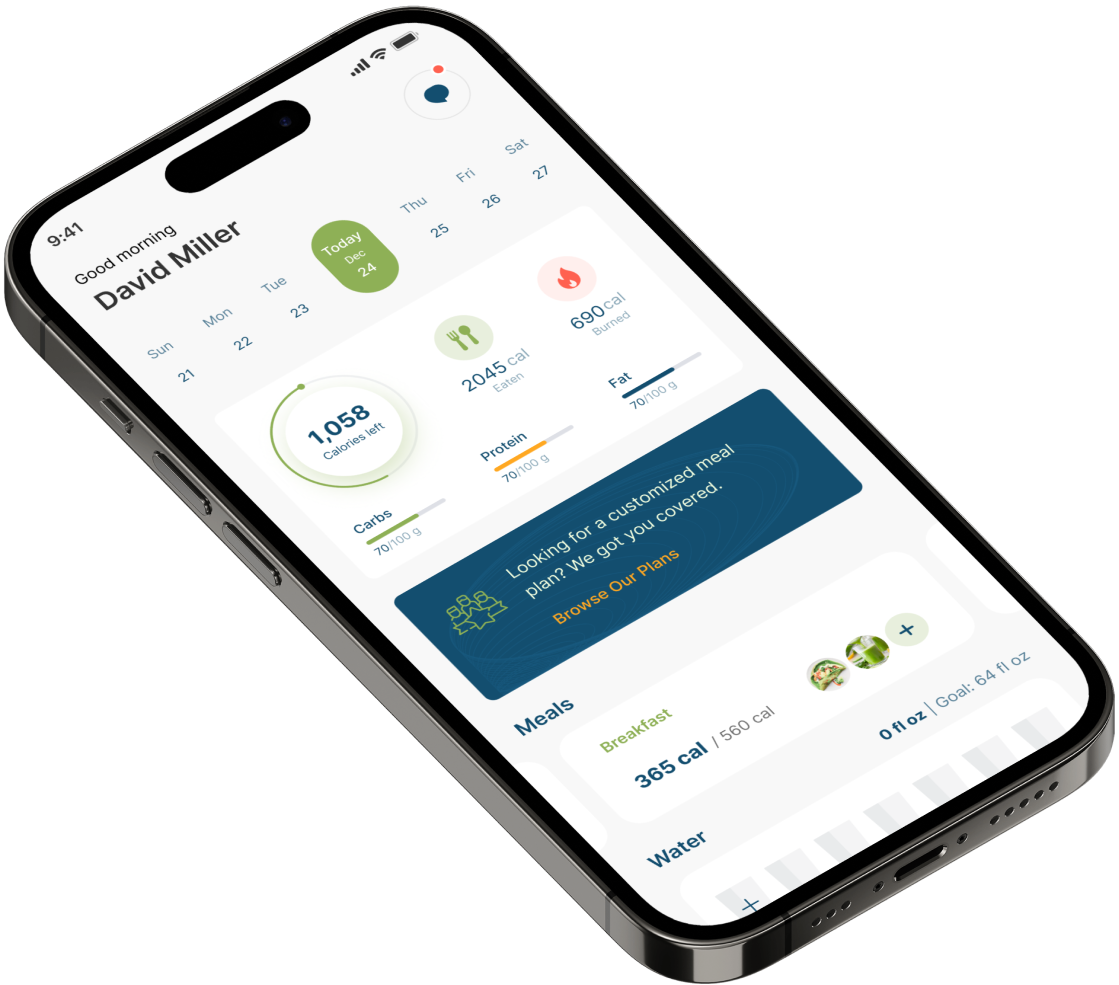 9:41
Good morning
David Miller
Sun Mon Tue Today Thu Fri Sat
Dec
21 22 23 24 25 26 27
1,058
Calories left
2045 cal
Eaten
690 cal
Burned
Carbs
70/100 g
Protein
70/100 g
Fat
70/100 g
Looking for a customized meal
plan? We got you covered.
Browse Our Plans
Meals
Breakfast
365 cal / 560 cal
Water
0 fl oz | Goal: 64 fl oz